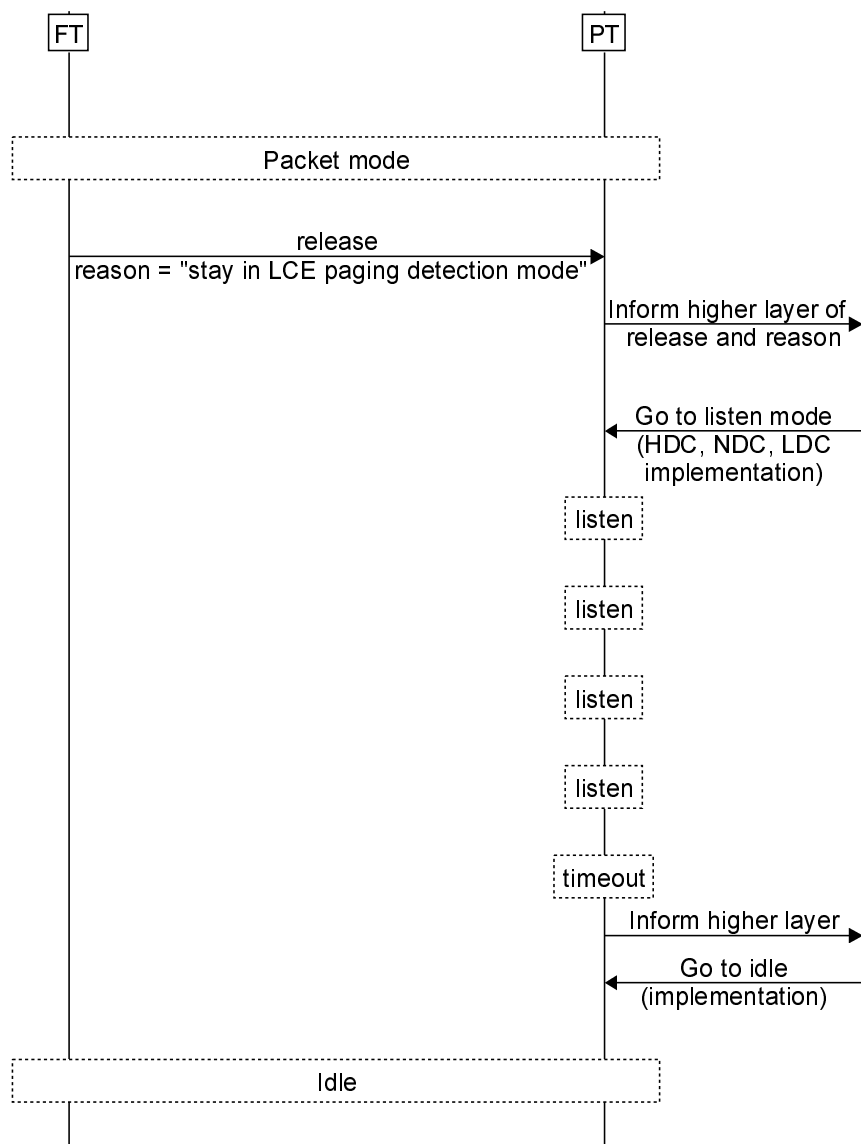 FT
PT
Packet mode
release
reason = "stay in LCE paging detection mode"
Inform higher layer of
release and reason
Go to listen mode
(HDC, NDC, LDC
implementation)
listen
listen
listen
listen
timeout
Inform higher layer
Go to idle
(implementation)
Idle